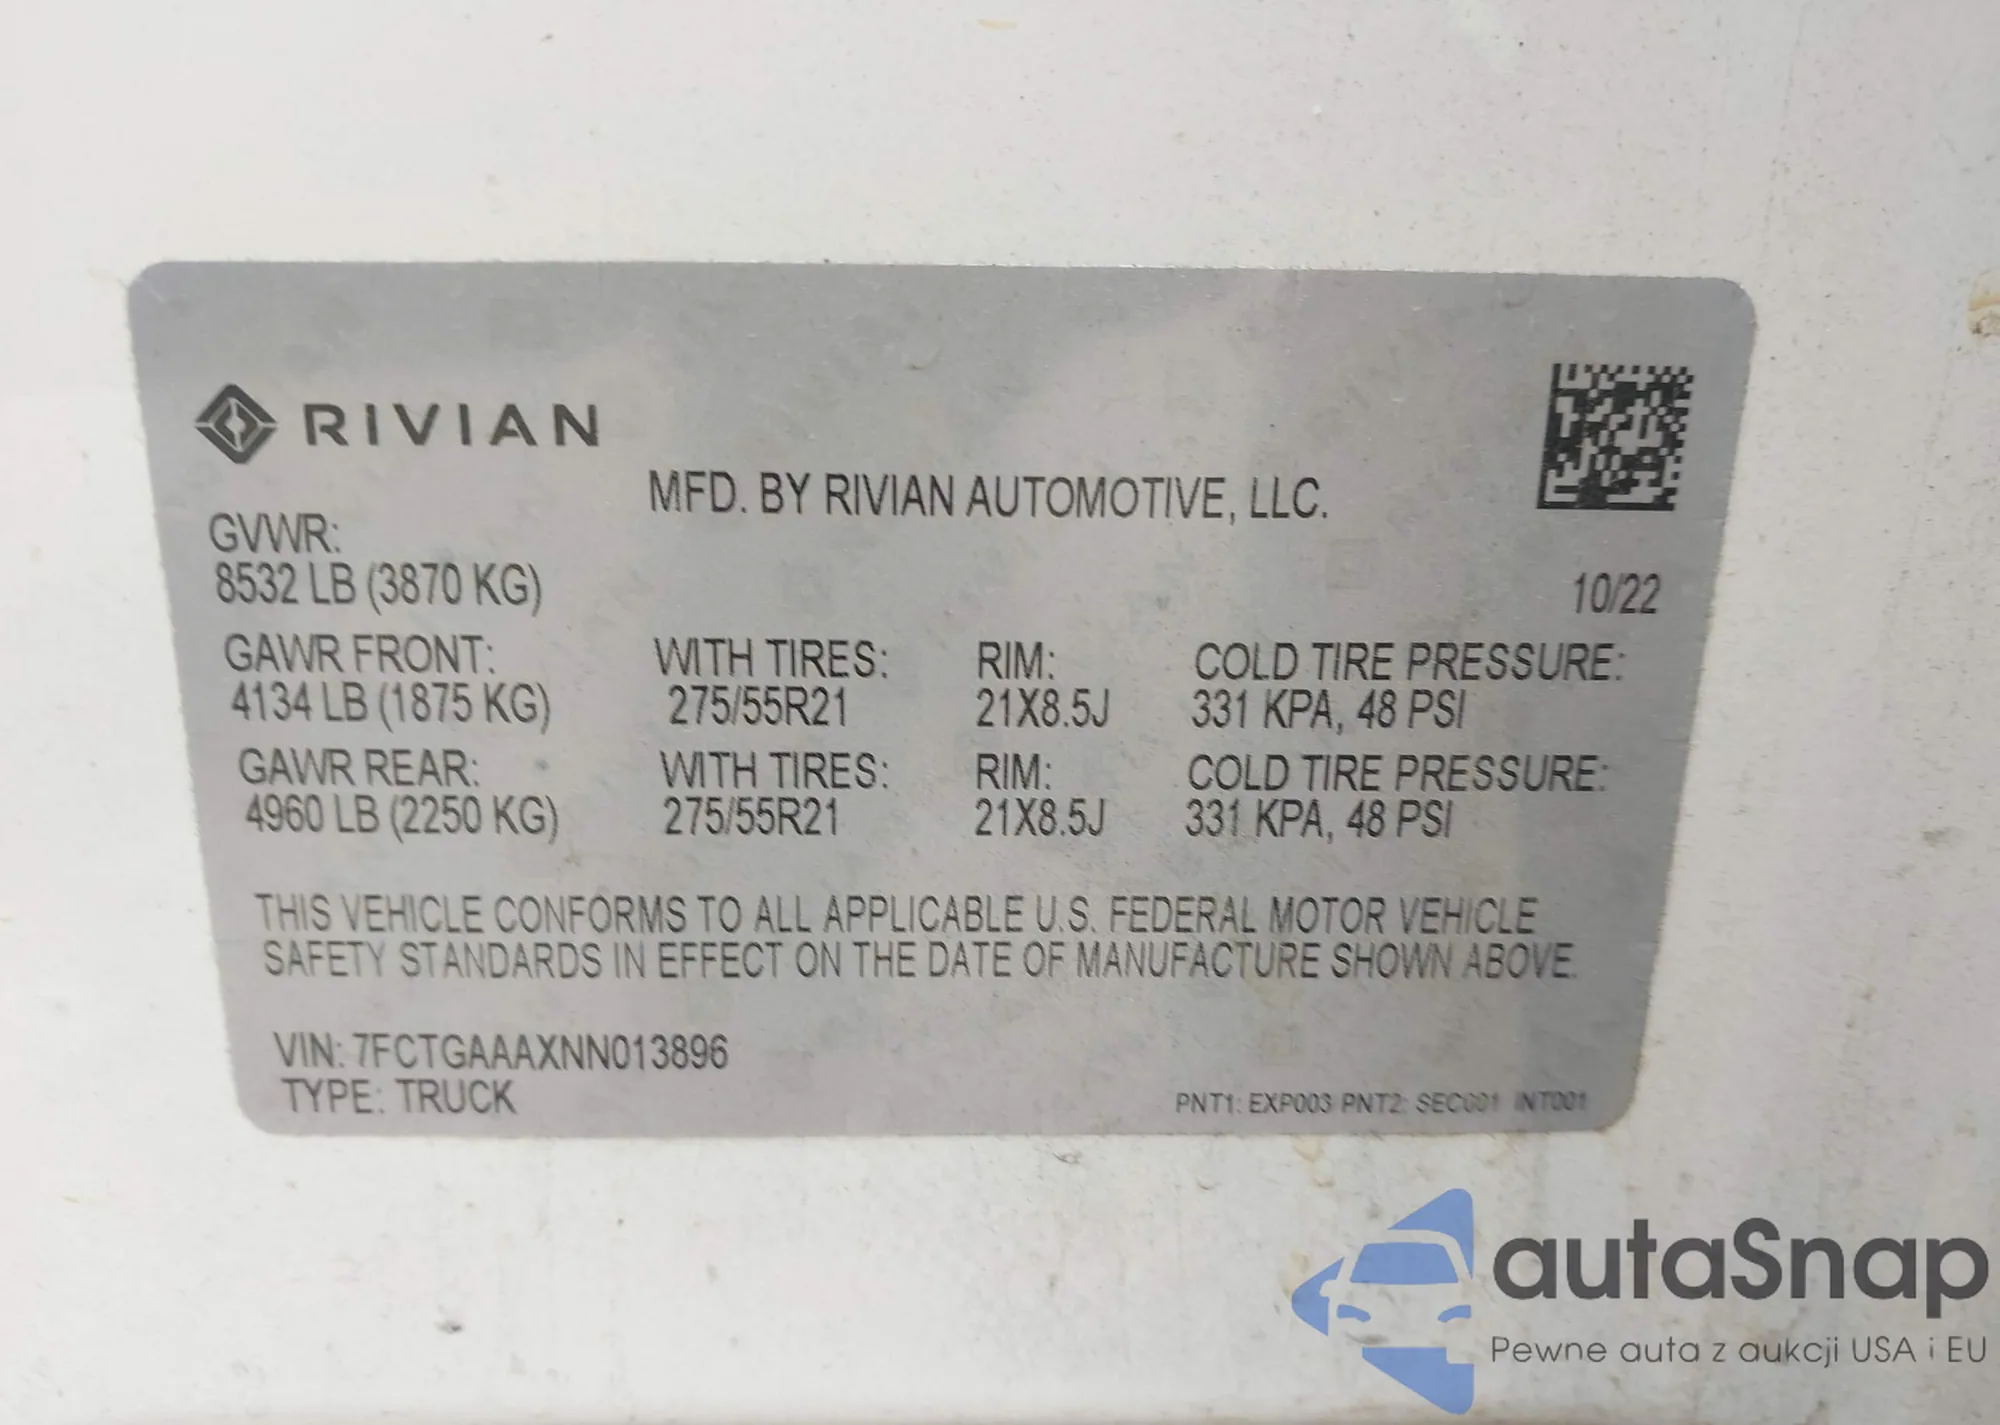 RIVIAN
MFD. BY RIVIAN AUTOMOTIVE, LLC.
GVWR:
8532 LB (3870 KG)
10/22
GAWR FRONT: WITH TIRES: RIM: COLD TIRE PRESSURE:
4134 LB (1875 KG) 275/55R21 21X8.5J 331 KPA, 48 PSI
GAWR REAR: WITH TIRES: RIM: COLD TIRE PRESSURE:
4960 LB (2250 KG) 275/55R21 21X8.5J 331 KPA, 48 PSI
THIS VEHICLE CONFORMS TO ALL APPLICABLE U.S. FEDERAL MOTOR VEHICLE
SAFETY STANDARDS IN EFFECT ON THE DATE OF MANUFACTURE SHOWN ABOVE.
VIN: 7FCTGAAAXNN013896
TYPE: TRUCK
PNT1: EXP003 PNT2: SEC001 INT001
autaSnap
Pewne auta z aukcji USA i EU